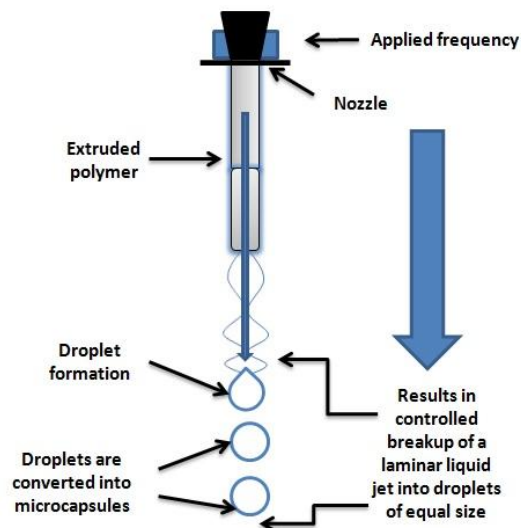 Applied frequency
Nozzle
Extruded
polymer
Droplet
formation
Results in
controlled
breakup of a
laminar liquid
jet into droplets
of equal size
Droplets are
converted into
microcapsules